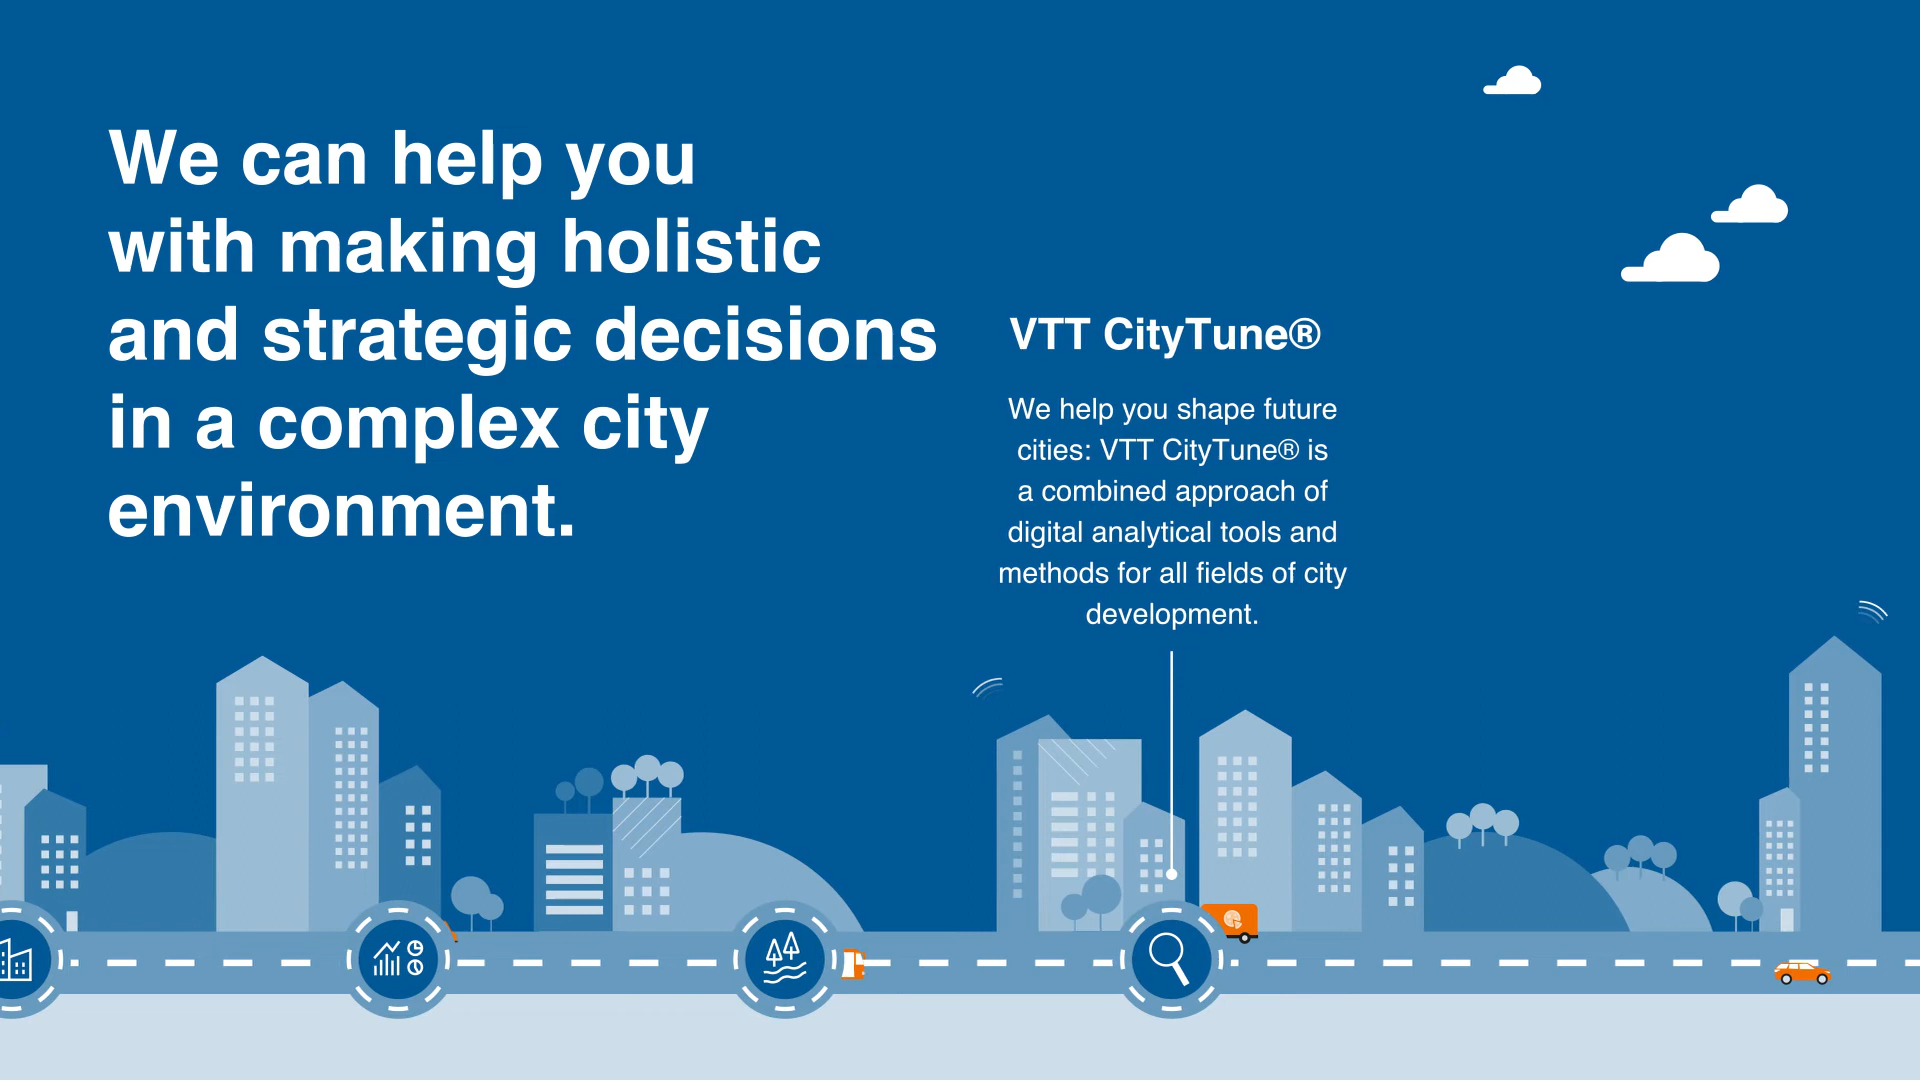 We can help you
with making holistic
and strategic decisions
in a complex city
environment.
VTT CityTune®
We help you shape future
cities: VTT CityTune® is
a combined approach of
digital analytical tools and
methods for all fields of city
development.